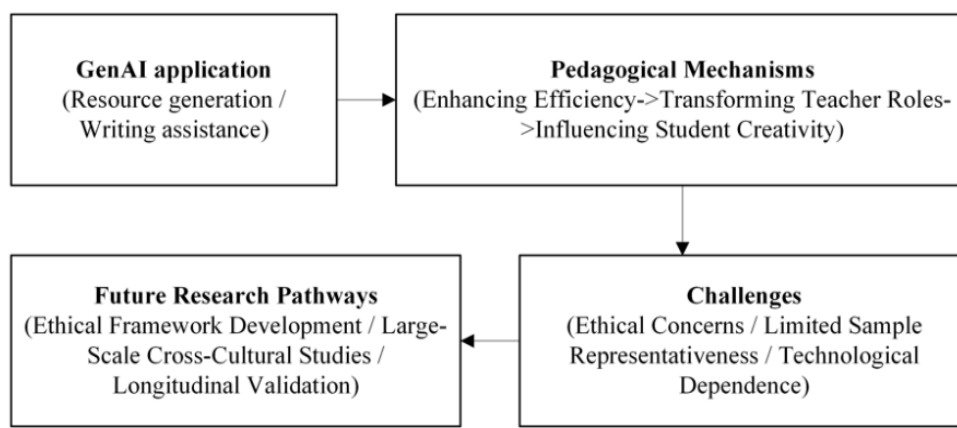 GenAI application
(Resource generation /
Writing assistance)
Pedagogical Mechanisms
(Enhancing Efficiency->Transforming Teacher Roles-
>Influencing Student Creativity)
Future Research Pathways
(Ethical Framework Development / Large-
Scale Cross-Cultural Studies /
Longitudinal Validation)
Challenges
(Ethical Concerns / Limited Sample
Representativeness / Technological
Dependence)